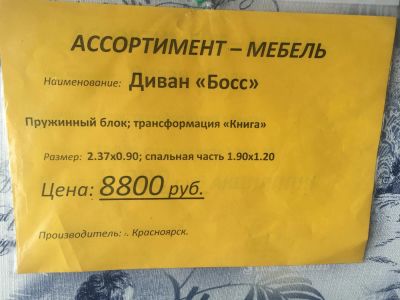 АССОРТИМЕНТ – МЕБЕЛЬ
Наименование: Диван «Босс»
Пружинный блок; трансформация «Книга»
Размер: 2.37х0.90; спальная часть 1.90х1.20
Цена: 8800 руб.
Производитель: г. Красноярск.